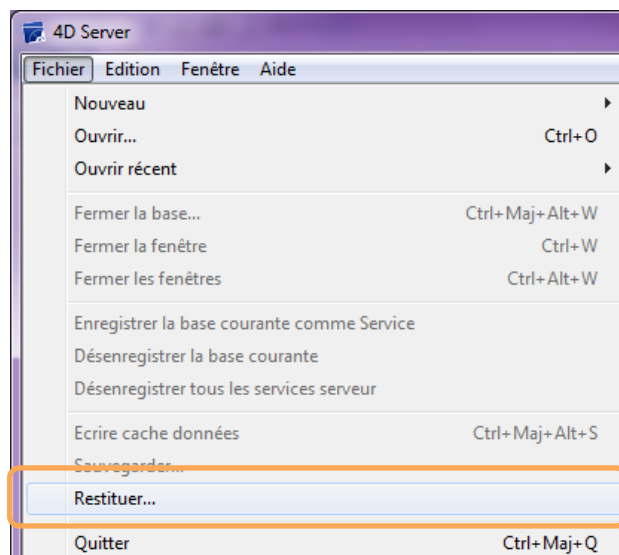 4D Server
Fichier Edition Fenêtre Aide
Nouveau
Ouvrir... Ctrl+O
Ouvrir récent
Fermer la base... Ctrl+Maj+Alt+W
Fermer la fenêtre Ctrl+W
Fermer les fenêtres Ctrl+Alt+W
Enregistrer la base courante comme Service
Désenregistrer la base courante
Désenregistrer tous les services serveur
Ecrire cache données Ctrl+Maj+Alt+S
Sauvegarder...
Restituer...
Quitter Ctrl+Maj+Q